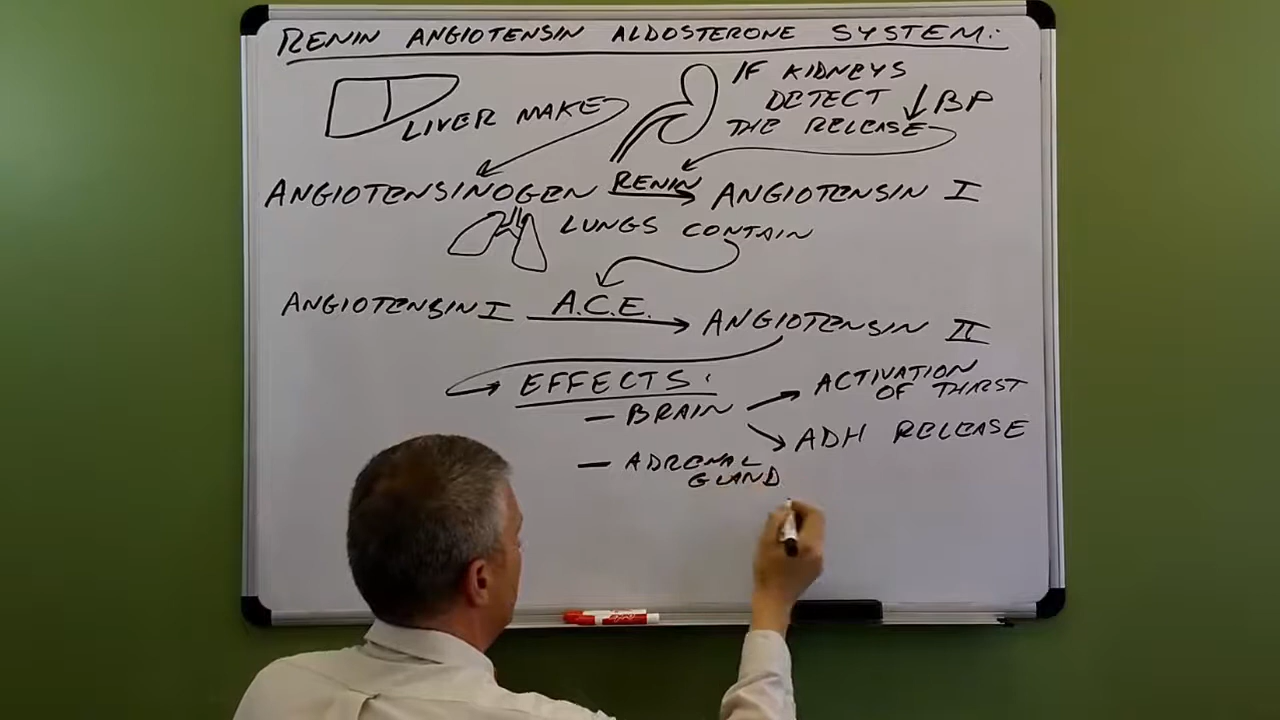 RENIN ANGIOTENSIN ALDOSTERONE SYSTEM:
IF KIDNEYS
DETECT ↓ BP
LIVER MAKE
THE RELEASE
ANGIOTENSINOGEN RENIN → ANGIOTENSIN I
LUNGS CONTAIN
ANGIOTENSIN I A.C.E. → ANGIOTENSIN II
→ EFFECTS:
- BRAIN → ACTIVATION
OF THIRST
→ ADH RELEASE
- ADRENAL
GLAND